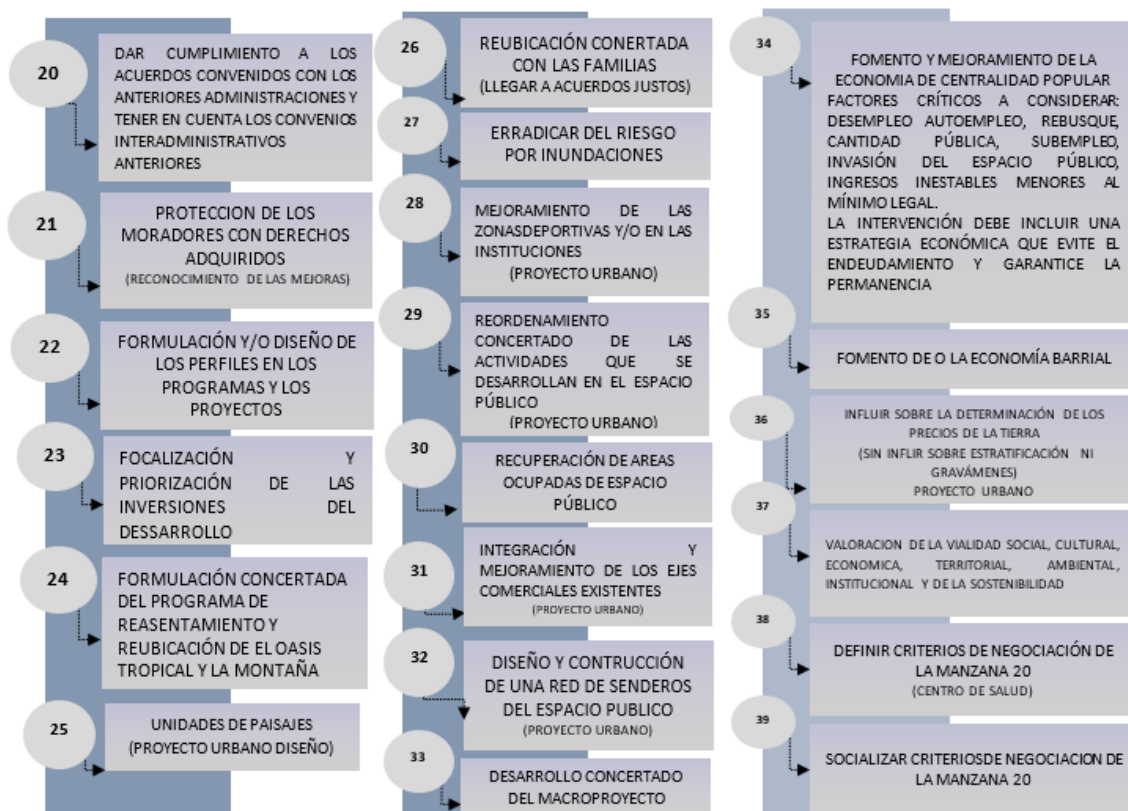 20
DAR CUMPLIMIENTO A LOS
ACUERDOS CONVENIDOS CON LOS
ANTERIORES ADMINISTRACIONES Y
TENER EN CUENTA LOS CONVENIOS
INTERADMINISTRATIVOS
ANTERIORES
21
PROTECCION DE LOS
MORADORES CON DERECHOS
ADQUIRIDOS
(RECONOCIMIENTO DE LAS MEJORAS)
22
FORMULACIÓN Y/O DISEÑO DE
LOS PERFILES EN LOS
PROGRAMAS Y LOS
PROYECTOS
23
FOCALIZACIÓN Y
PRIORIZACIÓN DE LAS
INVERSIONES DEL
DESSARROLLO
24
FORMULACIÓN CONCERTADA
DEL PROGRAMA DE
REASENTAMIENTO Y
REUBICACIÓN DE EL OASIS
TROPICAL Y LA MONTAÑA
25
UNIDADES DE PAISAJES
(PROYECTO URBANO DISEÑO)
26
REUBICACIÓN CONERTADA
CON LAS FAMILIAS
(LLEGAR A ACUERDOS JUSTOS)
27
ERRADICAR DEL RIESGO
POR INUNDACIONES
28
MEJORAMIENTO DE LAS
ZONASDEPORTIVAS Y/O EN LAS
INSTITUCIONES
(PROYECTO URBANO)
29
REORDENAMIENTO
CONCERTADO DE LAS
ACTIVIDADES QUE SE
DESARROLLAN EN EL ESPACIO
PÚBLICO
(PROYECTO URBANO)
30
RECUPERACIÓN DE AREAS
OCUPADAS DE ESPACIO
PÚBLICO
31
INTEGRACIÓN Y
MEJORAMIENTO DE LOS EJES
COMERCIALES EXISTENTES
(PROYECTO URBANO)
32
DISEÑO Y CONTRUCCIÓN
DE UNA RED DE SENDEROS
DEL ESPACIO PUBLICO
(PROYECTO URBANO)
33
DESARROLLO CONCERTADO
DEL MACROPROYECTO
34
FOMENTO Y MEJORAMIENTO DE LA
ECONOMIA DE CENTRALIDAD POPULAR
FACTORES CRÍTICOS A CONSIDERAR:
DESEMPLEO AUTOEMPLEO, REBUSQUE,
CANTIDAD PÚBLICA, SUBEMPLEO,
INVASIÓN DEL ESPACIO PÚBLICO,
INGRESOS INESTABLES MENORES AL
MÍNIMO LEGAL.
LA INTERVENCIÓN DEBE INCLUIR UNA
ESTRATEGIA ECONÓMICA QUE EVITE EL
ENDEUDAMIENTO Y GARANTICE LA
PERMANENCIA
35
FOMENTO DE O LA ECONOMÍA BARRIAL
36
INFLUIR SOBRE LA DETERMINACIÓN DE LOS
PRECIOS DE LA TIERRA
(SIN INFLIR SOBRE ESTRATIFICACIÓN NI
GRAVÁMENES)
PROYECTO URBANO
37
VALORACION DE LA VIALIDAD SOCIAL, CULTURAL,
ECONOMICA, TERRITORIAL, AMBIENTAL,
INSTITUCIONAL Y DE LA SOSTENIBILIDAD
38
DEFINIR CRITERIOS DE NEGOCIACIÓN DE
LA MANZANA 20
(CENTRO DE SALUD)
39
SOCIALIZAR CRITERIOSDE NEGOCIACION DE
LA MANZANA 20